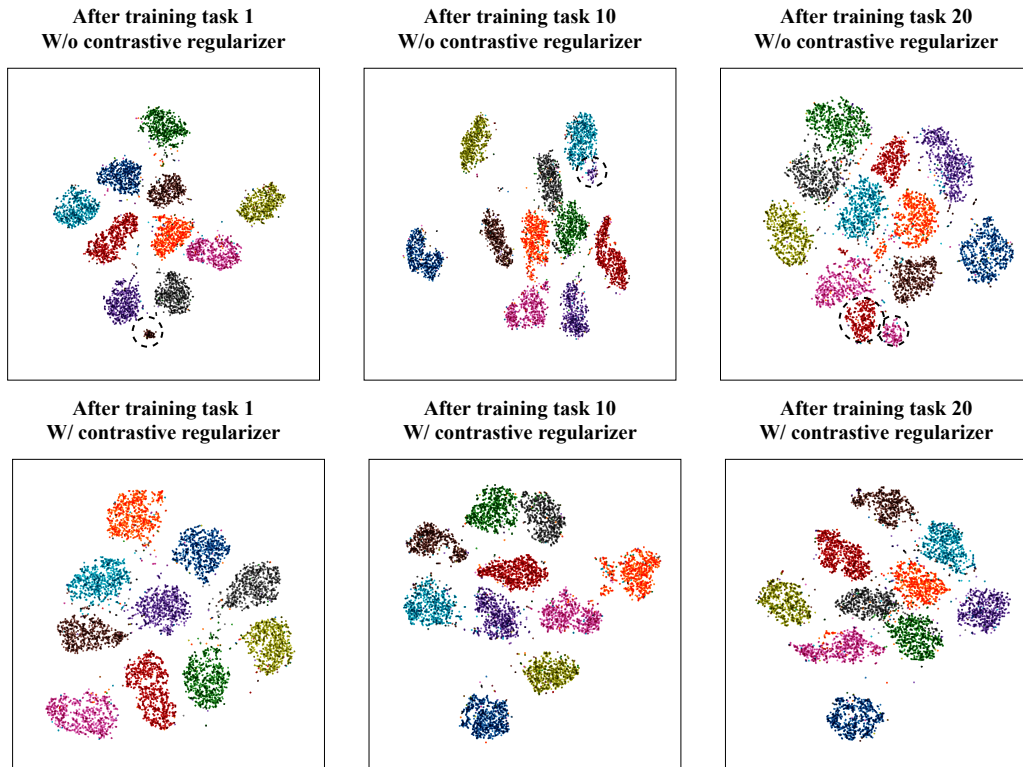 After training task 1
W/o contrastive regularizer
After training task 10
W/o contrastive regularizer
After training task 20
W/o contrastive regularizer
After training task 1
W/ contrastive regularizer
After training task 10
W/ contrastive regularizer
After training task 20
W/ contrastive regularizer